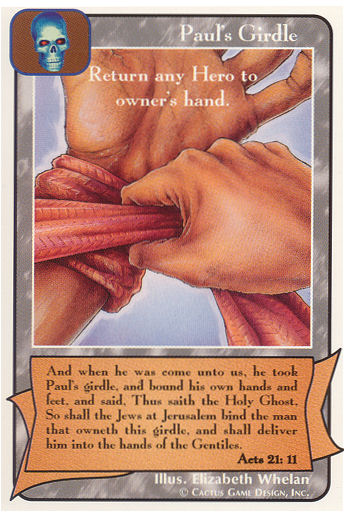 Paul's Girdle
Return any Hero to
owner's hand.
And when he was come unto us, he took
Paul's girdle, and bound his own hands and
feet, and said, Thus saith the Holy Ghost,
So shall the Jews at Jerusalem bind the man
that owneth this girdle, and shall deliver
him into the hands of the Gentiles.
Acts 21: 11
Illus. Elizabeth Whelan
© Cactus Game Design, Inc.